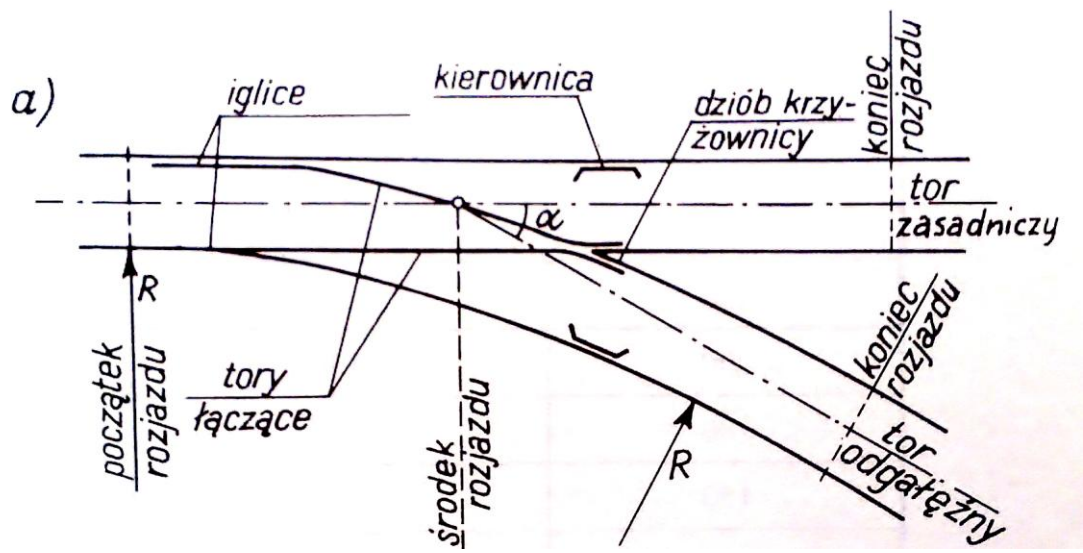 a)
iglice
kierownica
dziób krzy-
żownicy
koniec
rozjazdu
tor
zasadniczy
α
R
początek
rozjazdu
tory
łączące
środek
rozjazdu
R
koniec
rozjazdu
tor
odgałęźny